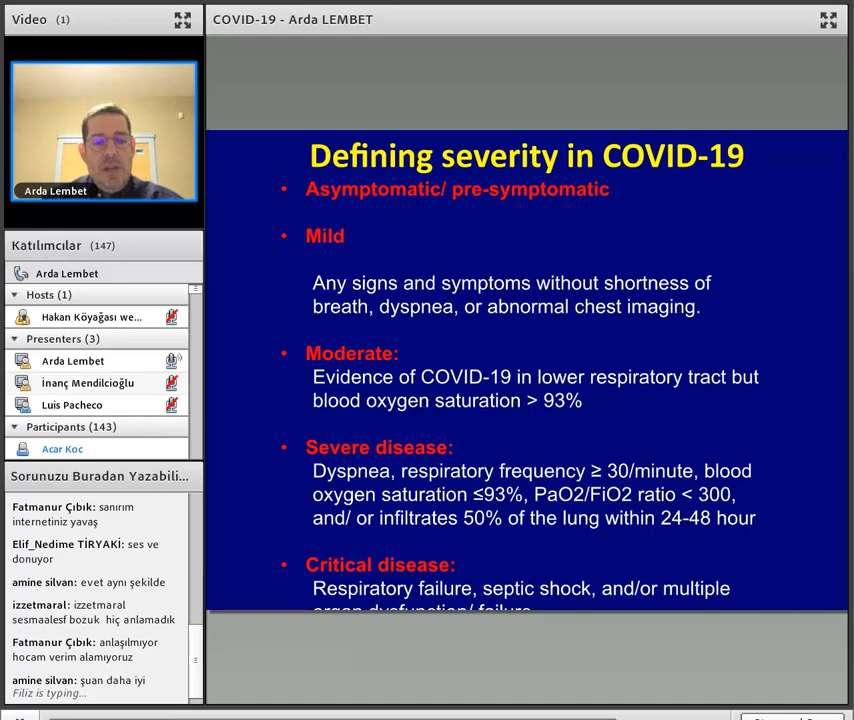 Video (1)
Arda Lembet
Katılımcılar (147)
Arda Lembet
Hosts (1)
Hakan Köyağası we...
Presenters (3)
Arda Lembet
İnanç Mendilcioğlu
Luis Pacheco
Participants (143)
Acar Koc
Sorunuzu Buradan Yazabili...
Fatmanur Çıbık: sanırım
internetiniz yavaş
Elif_Nedime TİRYAKİ: ses ve
donuyor
amine silvan: evet aynı şekilde
izzetmaral: izzetmaral
sesmaalesf bozuk hiç anlamadık
Fatmanur Çıbık: anlaşılmıyor
hocam verim alamıyoruz
amine silvan: şuan daha iyi
Filiz is typing...
COVID-19 - Arda LEMBET
Defining severity in COVID-19
• Asymptomatic/ pre-symptomatic
• Mild
Any signs and symptoms without shortness of
breath, dyspnea, or abnormal chest imaging.
• Moderate:
Evidence of COVID-19 in lower respiratory tract but
blood oxygen saturation > 93%
• Severe disease:
Dyspnea, respiratory frequency ≥ 30/minute, blood
oxygen saturation ≤93%, PaO2/FiO2 ratio < 300,
and/ or infiltrates 50% of the lung within 24-48 hour
• Critical disease:
Respiratory failure, septic shock, and/or multiple
organ dysfunction/ failure